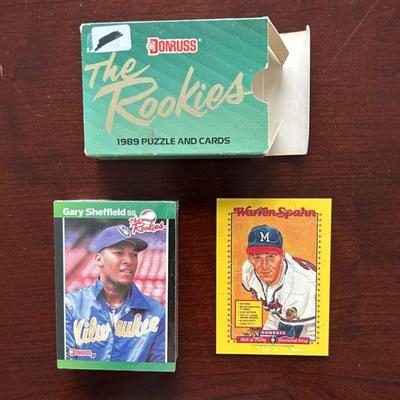 DONRUSS
The
Rookies
1989 PUZZLE AND CARDS
Gary Sheffield SS
The
Rookies
Milwaukee
DONRUSS
Warren Spahn
M
DONRUSS
Hall of Fame Diamond King